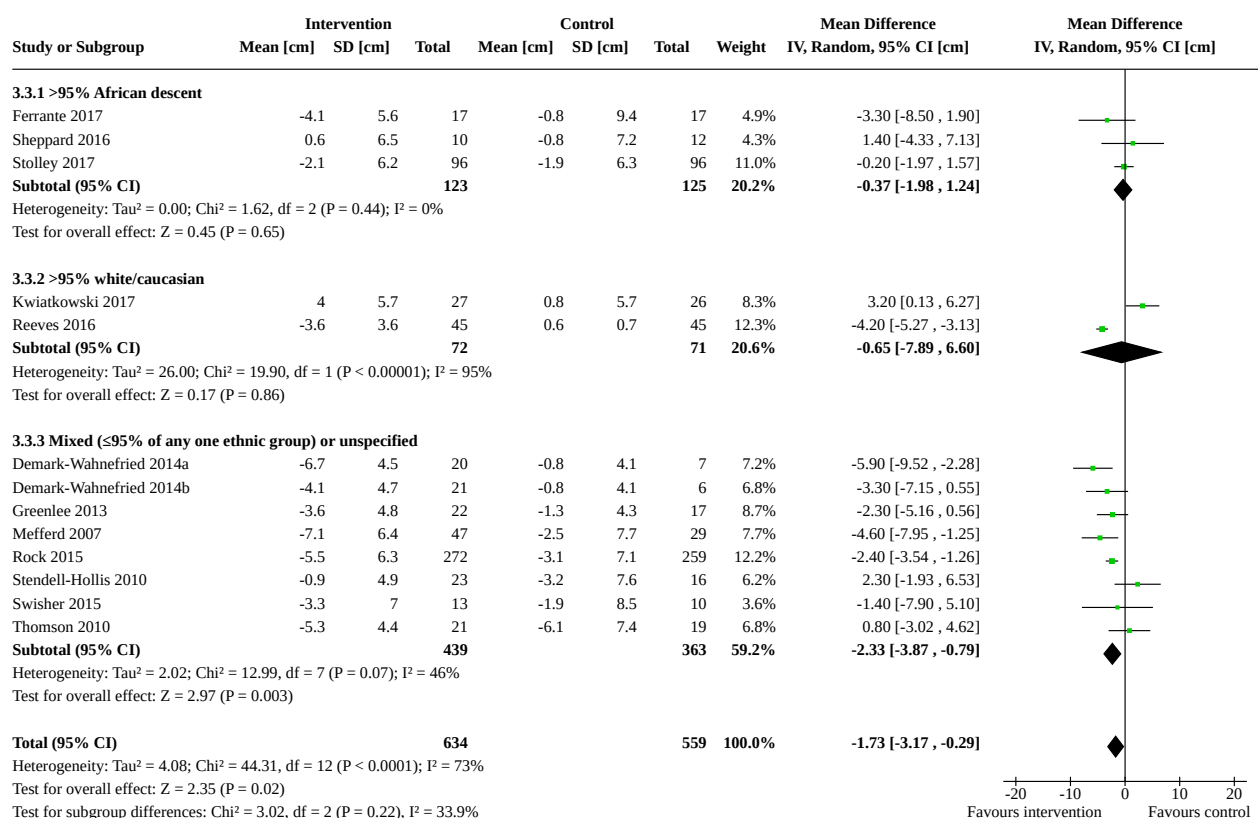 Intervention Control Mean Difference Mean Difference
Study or Subgroup Mean [cm] SD [cm] Total Mean [cm] SD [cm] Total Weight IV, Random, 95% CI [cm] IV, Random, 95% CI [cm]
3.3.1 >95% African descent
Ferrante 2017 -4.1 5.6 17 -0.8 9.4 17 4.9% -3.30 [-8.50 , 1.90]
Sheppard 2016 0.6 6.5 10 -0.8 7.2 12 4.3% 1.40 [-4.33 , 7.13]
Stolley 2017 -2.1 6.2 96 -1.9 6.3 96 11.0% -0.20 [-1.97 , 1.57]
Subtotal (95% CI) 123 125 20.2% -0.37 [-1.98 , 1.24]
Heterogeneity: Tau² = 0.00; Chi² = 1.62, df = 2 (P = 0.44); I² = 0%
Test for overall effect: Z = 0.45 (P = 0.65)
3.3.2 >95% white/caucasian
Kwiatkowski 2017 4 5.7 27 0.8 5.7 26 8.3% 3.20 [0.13 , 6.27]
Reeves 2016 -3.6 3.6 45 0.6 0.7 45 12.3% -4.20 [-5.27 , -3.13]
Subtotal (95% CI) 72 71 20.6% -0.65 [-7.89 , 6.60]
Heterogeneity: Tau² = 26.00; Chi² = 19.90, df = 1 (P < 0.00001); I² = 95%
Test for overall effect: Z = 0.17 (P = 0.86)
3.3.3 Mixed (≤95% of any one ethnic group) or unspecified
Demark-Wahnefried 2014a -6.7 4.5 20 -0.8 4.1 7 7.2% -5.90 [-9.52 , -2.28]
Demark-Wahnefried 2014b -4.1 4.7 21 -0.8 4.1 6 6.8% -3.30 [-7.15 , 0.55]
Greenlee 2013 -3.6 4.8 22 -1.3 4.3 17 8.7% -2.30 [-5.16 , 0.56]
Mefferd 2007 -7.1 6.4 47 -2.5 7.7 29 7.7% -4.60 [-7.95 , -1.25]
Rock 2015 -5.5 6.3 272 -3.1 7.1 259 12.2% -2.40 [-3.54 , -1.26]
Stendell-Hollis 2010 -0.9 4.9 23 -3.2 7.6 16 6.2% 2.30 [-1.93 , 6.53]
Swisher 2015 -3.3 7 13 -1.9 8.5 10 3.6% -1.40 [-7.90 , 5.10]
Thomson 2010 -5.3 4.4 21 -6.1 7.4 19 6.8% 0.80 [-3.02 , 4.62]
Subtotal (95% CI) 439 363 59.2% -2.33 [-3.87 , -0.79]
Heterogeneity: Tau² = 2.02; Chi² = 12.99, df = 7 (P = 0.07); I² = 46%
Test for overall effect: Z = 2.97 (P = 0.003)
Total (95% CI) 634 559 100.0% -1.73 [-3.17 , -0.29]
Heterogeneity: Tau² = 4.08; Chi² = 44.31, df = 12 (P < 0.0001); I² = 73%
Test for overall effect: Z = 2.35 (P = 0.02) -20 -10 0 10 20
Test for subgroup differences: Chi² = 3.02, df = 2 (P = 0.22), I² = 33.9% Favours intervention Favours control